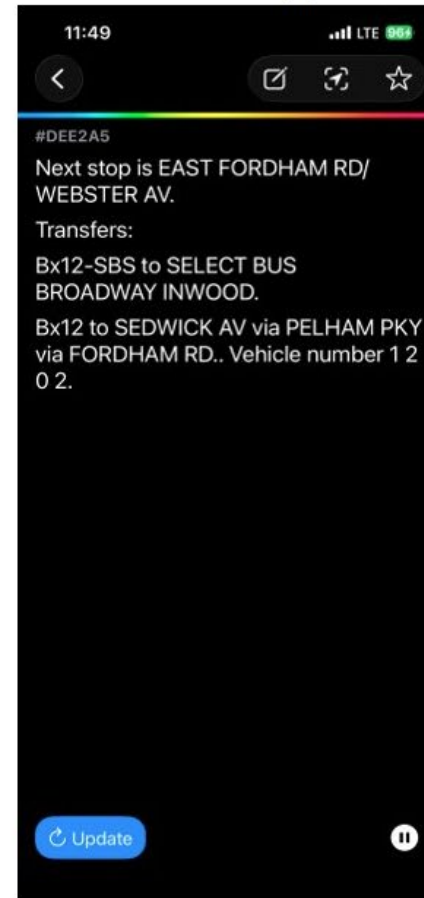 11:49
LTE 96
#DEE2A5
Next stop is EAST FORDHAM RD/
WEBSTER AV.
Transfers:
Bx12-SBS to SELECT BUS
BROADWAY INWOOD.
Bx12 to SEDWICK AV via PELHAM PKY
via FORDHAM RD.. Vehicle number 1 2
0 2.
Update